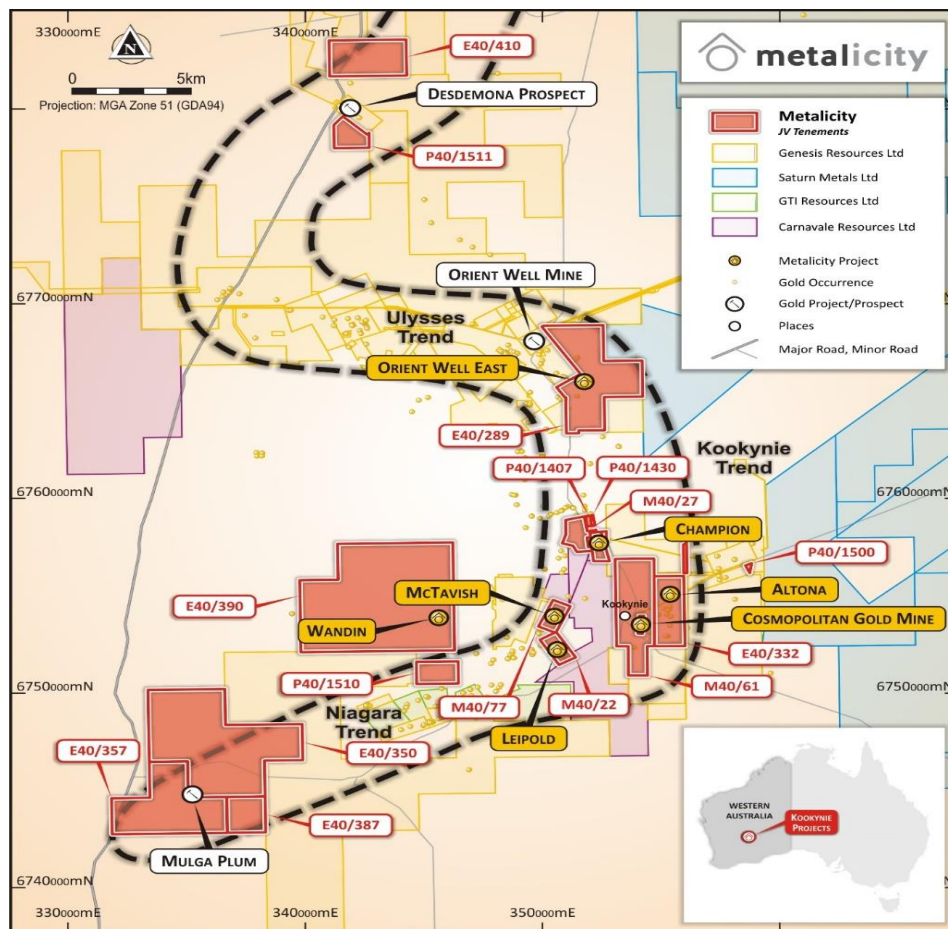 330000mE
340000mE
N
0 5km
Projection: MGA Zone 51 (GDA94)
E40/410
DESDEMONA PROSPECT
P40/1511
metalicity
Metalicity
JV Tenements
Genesis Resources Ltd
Saturn Metals Ltd
GTI Resources Ltd
Carnavale Resources Ltd
Metalicity Project
Gold Occurrence
Gold Project/Prospect
Places
Major Road, Minor Road
6770000mN
ORIENT WELL MINE
Ulysses
Trend
ORIENT WELL EAST
E40/289
Kookynie
Trend
P40/1407
P40/1430
M40/27
6760000mN
6760000mN
CHAMPION
P40/1500
E40/390
MCTAVISH
Kookynie
ALTONA
WANDIN
COSMOPOLITAN GOLD MINE
E40/332
P40/1510
M40/77
M40/22
M40/61
6750000mN
6750000mN
Niagara
Trend
LEIPOLD
E40/357
E40/350
E40/387
MULGA PLUM
WESTERN
AUSTRALIA
KOOKYNIE
PROJECTS
6740000mN
330000mE
340000mE
350000mE